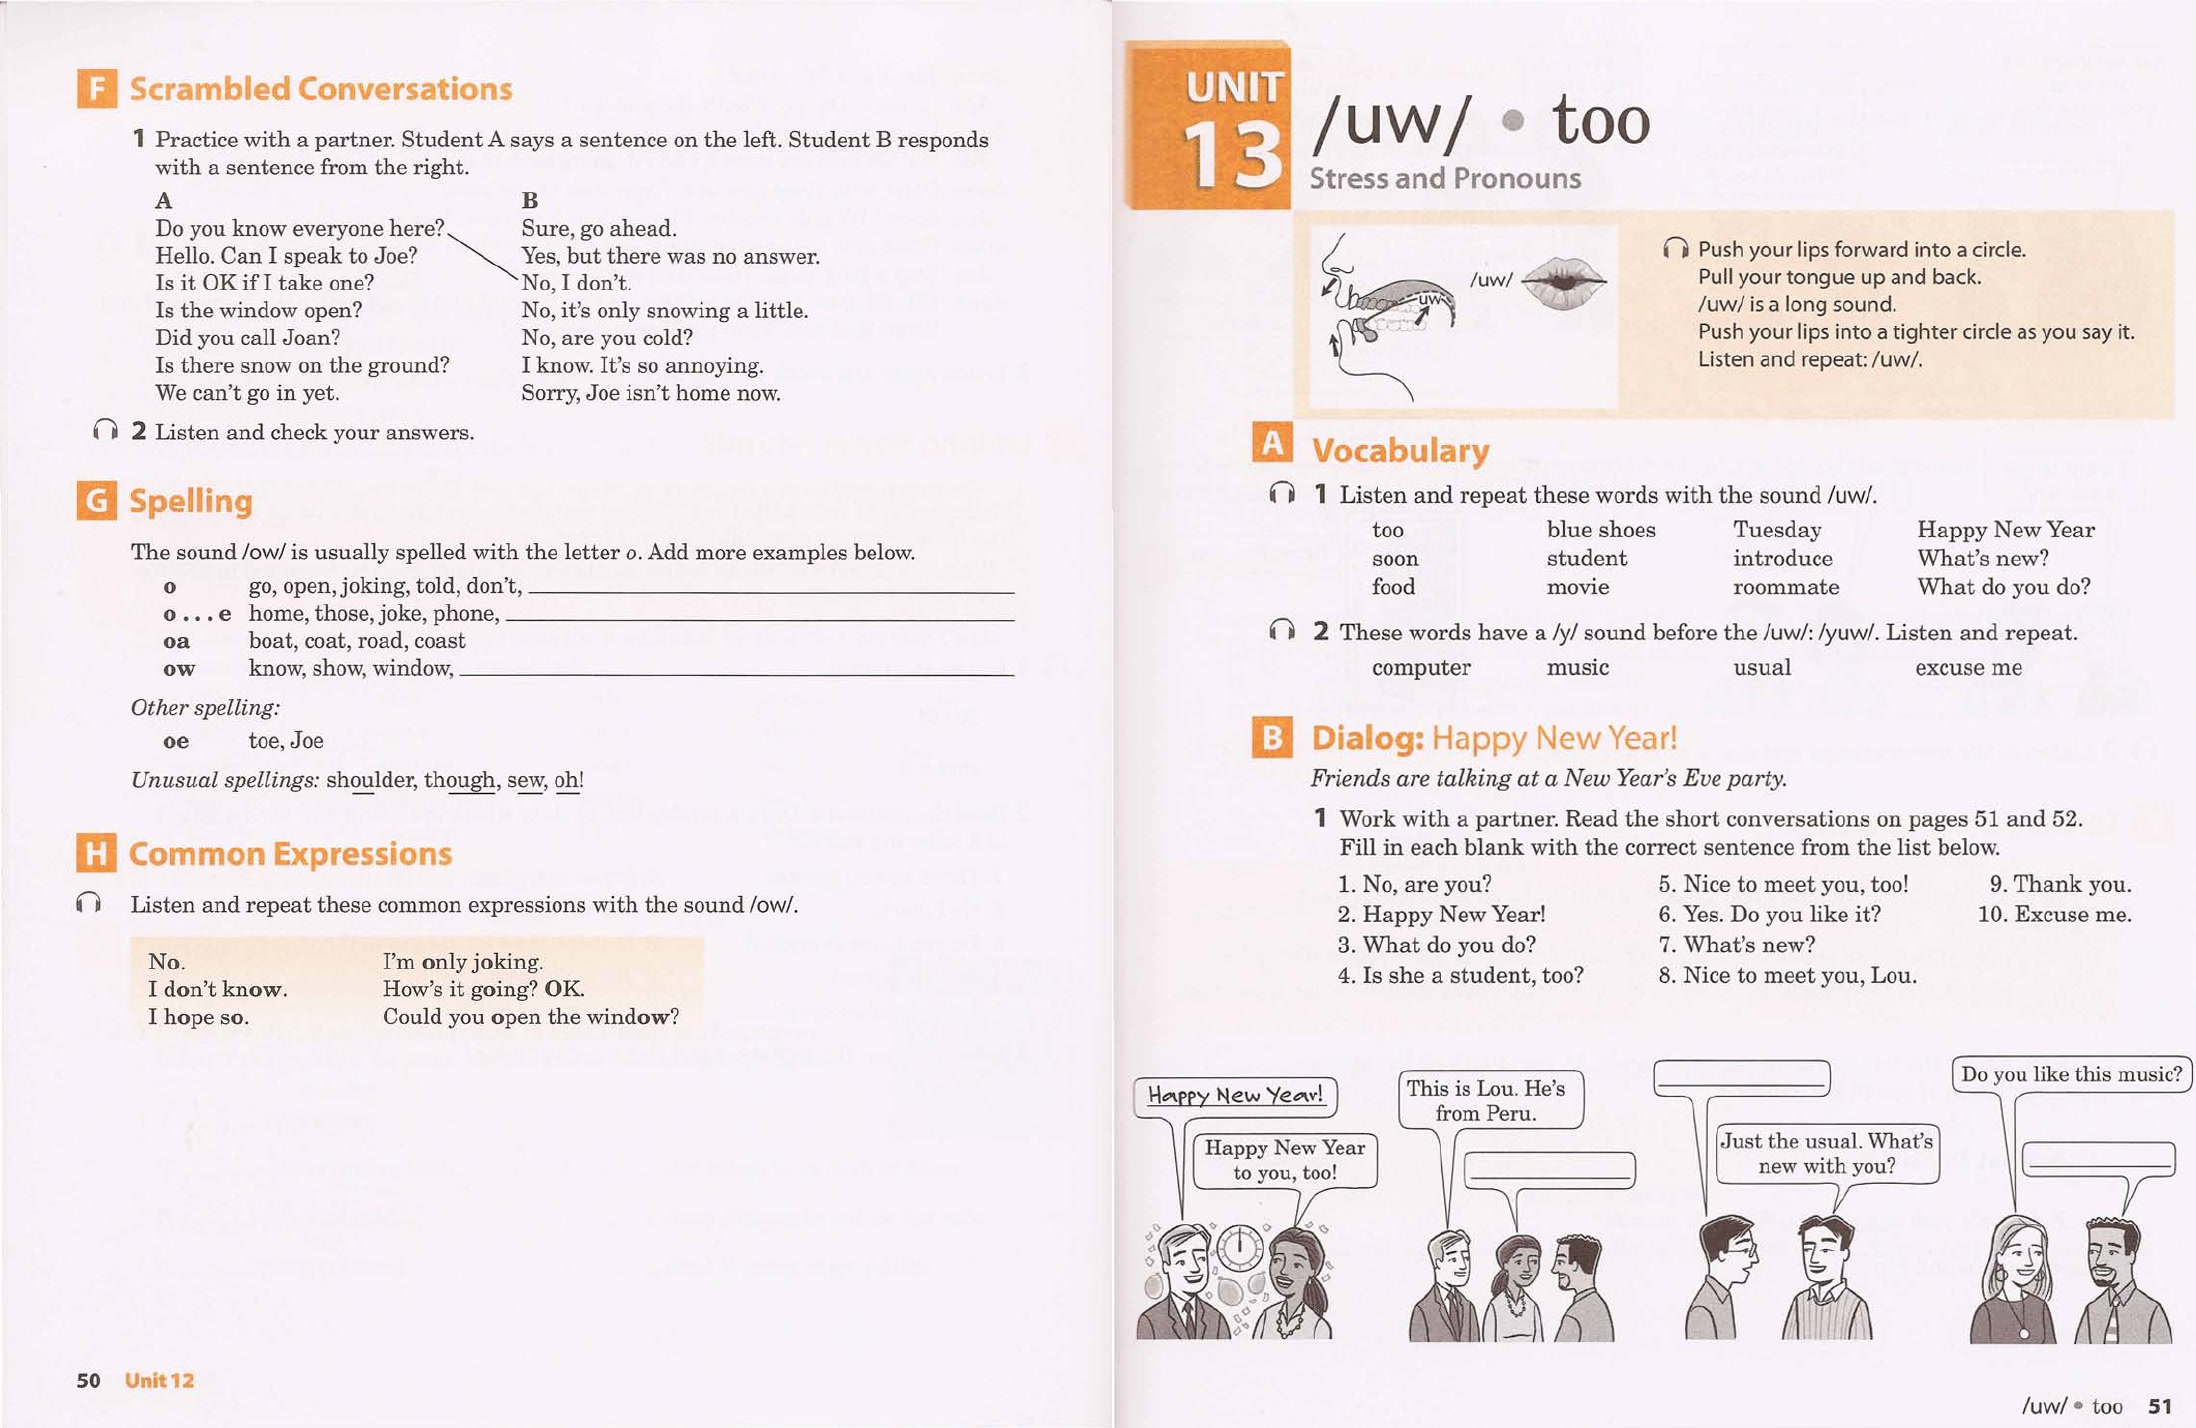 F Scrambled Conversations
1 Practice with a partner. Student A says a sentence on the left. Student B responds
with a sentence from the right.
A B
Do you know everyone here? Sure, go ahead.
Hello. Can I speak to Joe? Yes, but there was no answer.
Is it OK if I take one? No, I don't.
Is the window open? No, it's only snowing a little.
Did you call Joan? No, are you cold?
Is there snow on the ground? I know. It's so annoying.
We can't go in yet. Sorry, Joe isn't home now.
2 Listen and check your answers.
G Spelling
The sound /ow/ is usually spelled with the letter o. Add more examples below.
o go, open, joking, told, don't,
o...e home, those, joke, phone,
oa boat, coat, road, coast
ow know, show, window,
Other spelling:
oe toe, Joe
Unusual spellings: shoulder, though, sew, oh!
H Common Expressions
Listen and repeat these common expressions with the sound /ow/.
No. I'm only joking.
I don't know. How's it going? OK.
I hope so. Could you open the window?
50 Unit 12
UNIT
13
/uw/ • too
Stress and Pronouns
uw
/uw/
Push your lips forward into a circle.
Pull your tongue up and back.
/uw/ is a long sound.
Push your lips into a tighter circle as you say it.
Listen and repeat: /uw/.
A Vocabulary
1 Listen and repeat these words with the sound /uw/.
too blue shoes Tuesday Happy New Year
soon student introduce What's new?
food movie roommate What do you do?
2 These words have a /y/ sound before the /uw/: /yuw/. Listen and repeat.
computer music usual excuse me
B Dialog: Happy New Year!
Friends are talking at a New Year's Eve party.
1 Work with a partner. Read the short conversations on pages 51 and 52.
Fill in each blank with the correct sentence from the list below.
1. No, are you? 5. Nice to meet you, too! 9. Thank you.
2. Happy New Year! 6. Yes. Do you like it? 10. Excuse me.
3. What do you do? 7. What's new?
4. Is she a student, too? 8. Nice to meet you, Lou.
Happy New Year!
Happy New Year
to you, too!
This is Lou. He's
from Peru.
Just the usual. What's
new with you?
Do you like this music?
/uw/ • too 51